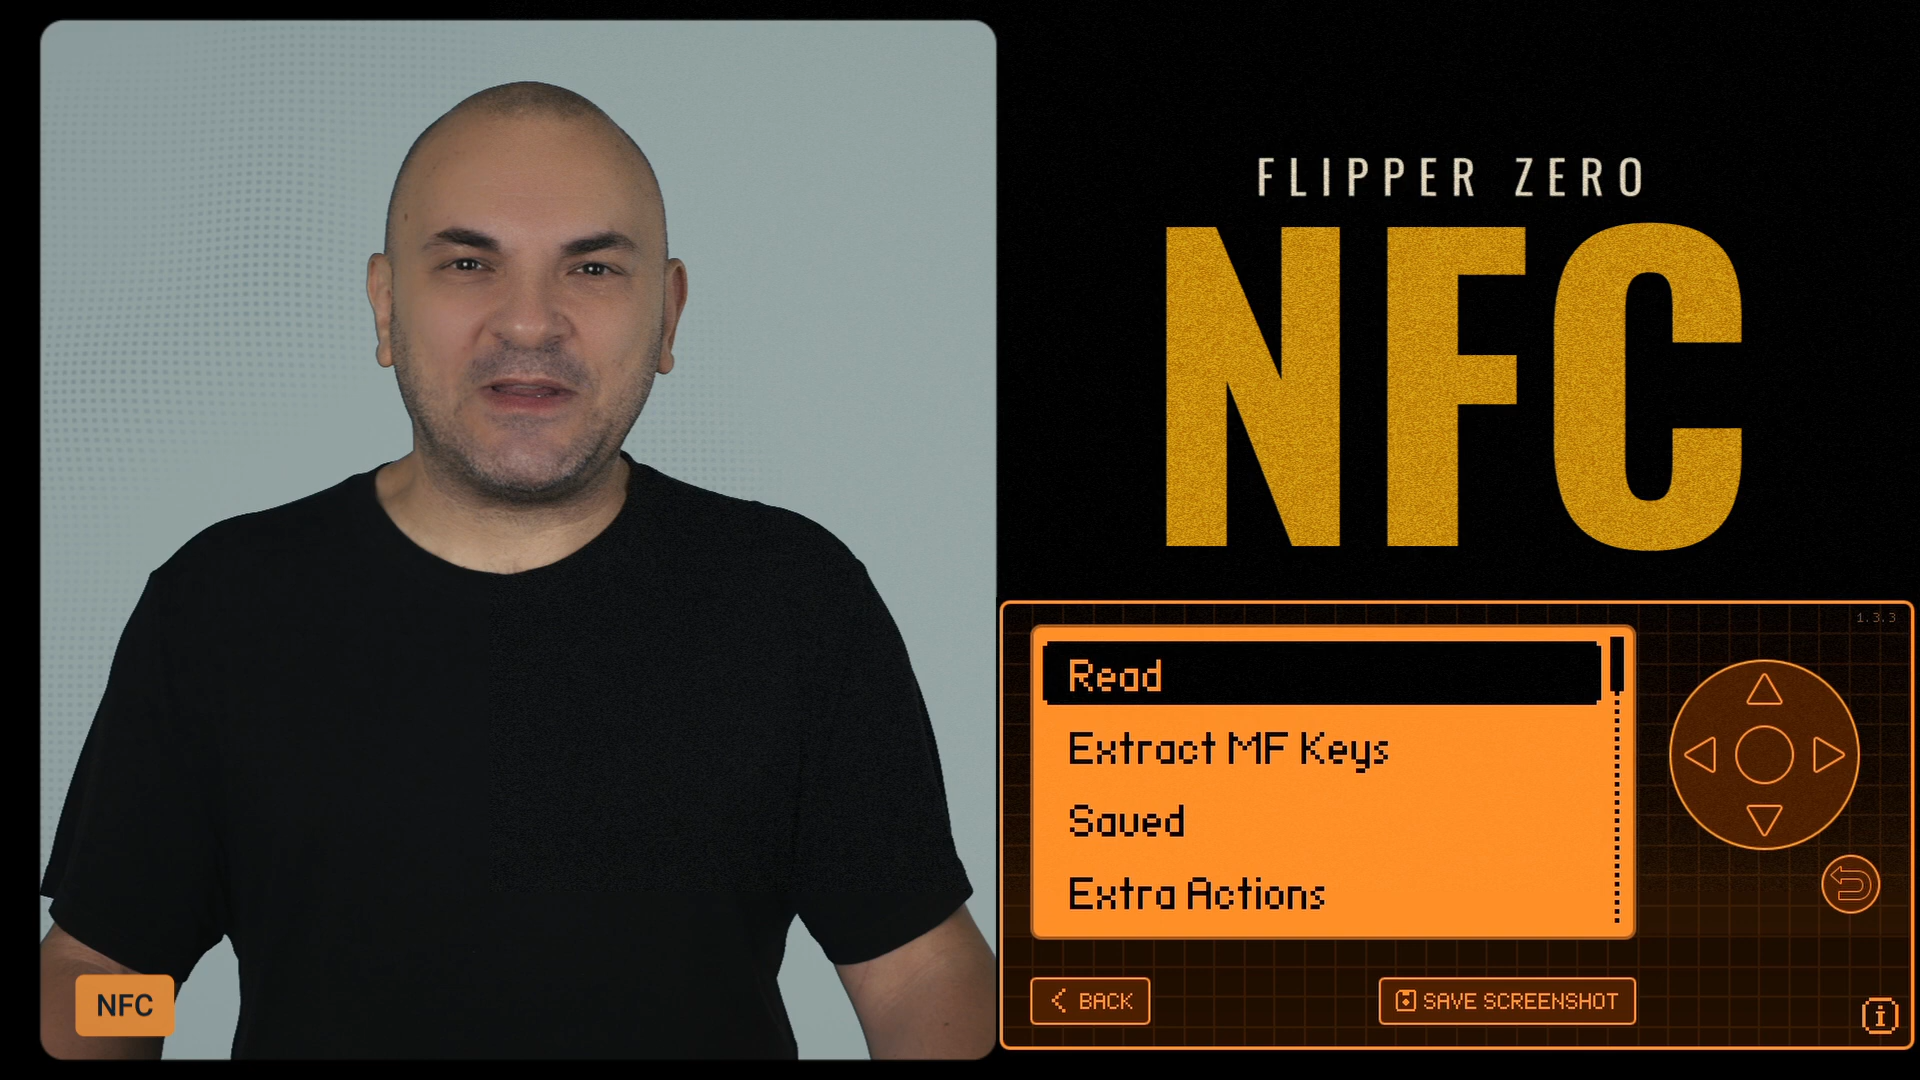 FLIPPER ZERO
NFC
1.3.3
Read
Extract MF Keys
Saved
Extra Actions
BACK
SAVE SCREENSHOT
NFC